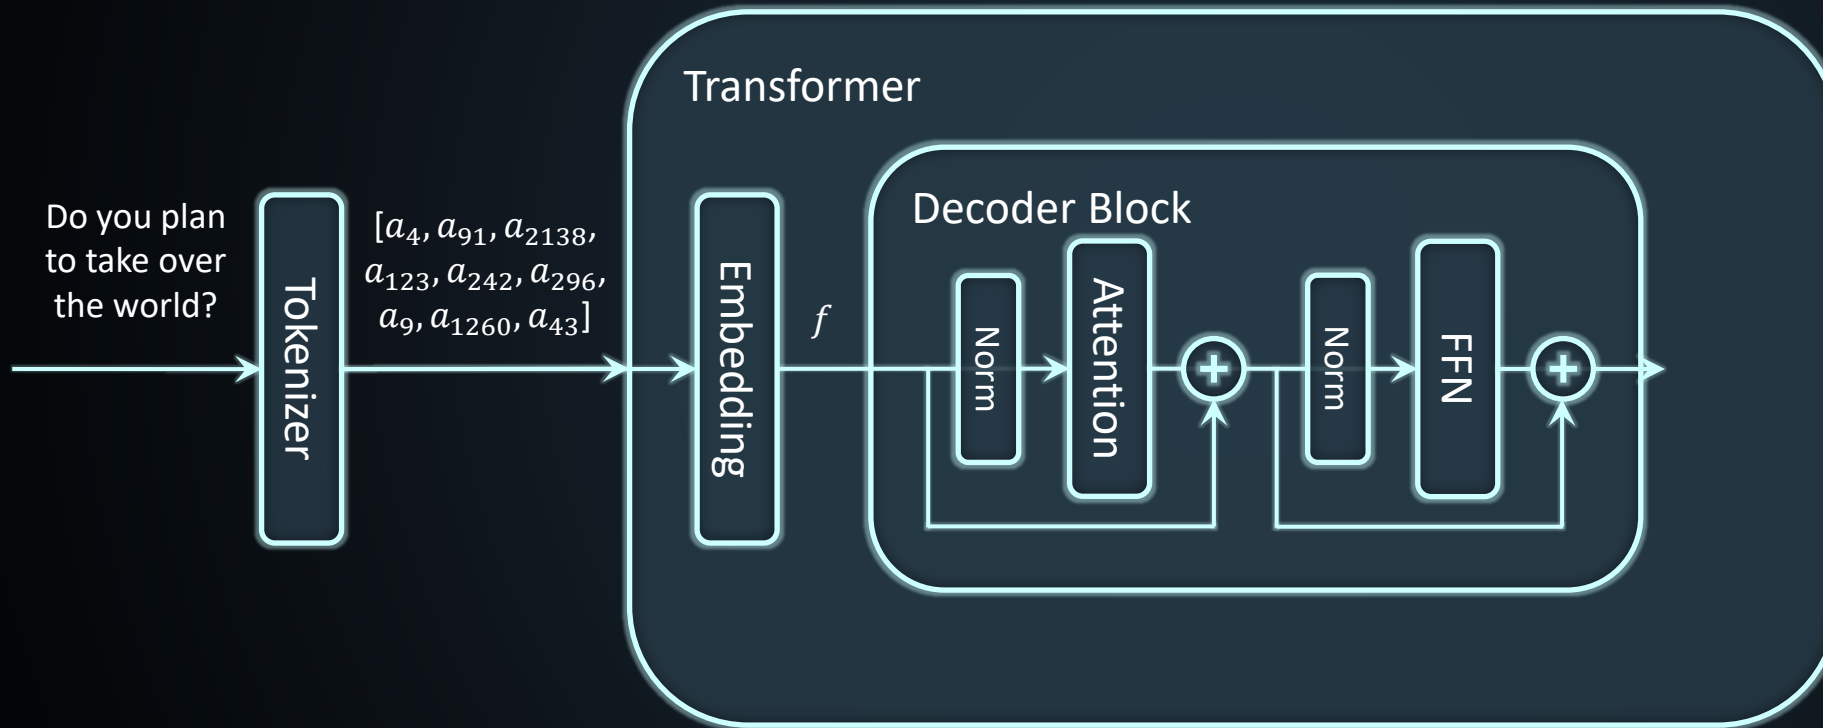 Transformer
Decoder Block
Do you plan
to take over
the world?
Tokenizer
[a₄, a₉₁, a₂₁₃₈,
a₁₂₃, a₂₄₂, a₂₉₆,
a₉, a₁₂₆₀, a₄₃]
Embedding
f
Norm
Attention
+
Norm
FFN
+